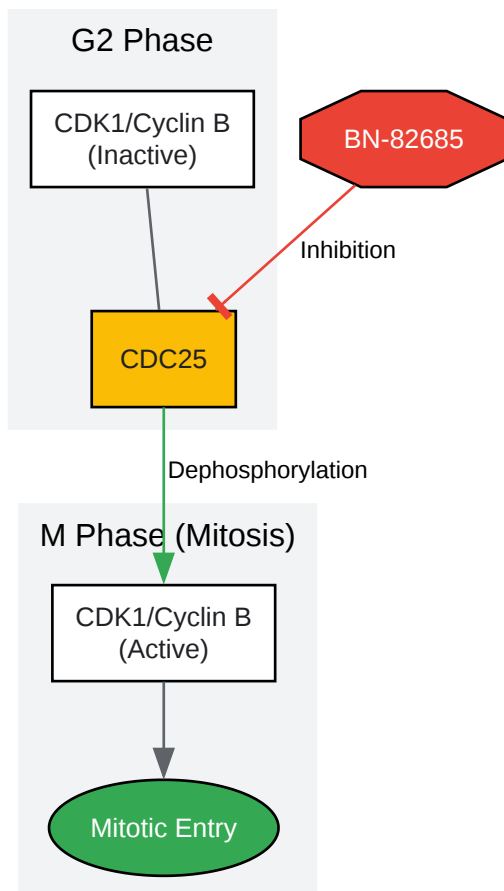 G2 Phase
CDK1/Cyclin B
(Inactive)
BN-82685
Inhibition
CDC25
Dephosphorylation
M Phase (Mitosis)
CDK1/Cyclin B
(Active)
Mitotic Entry